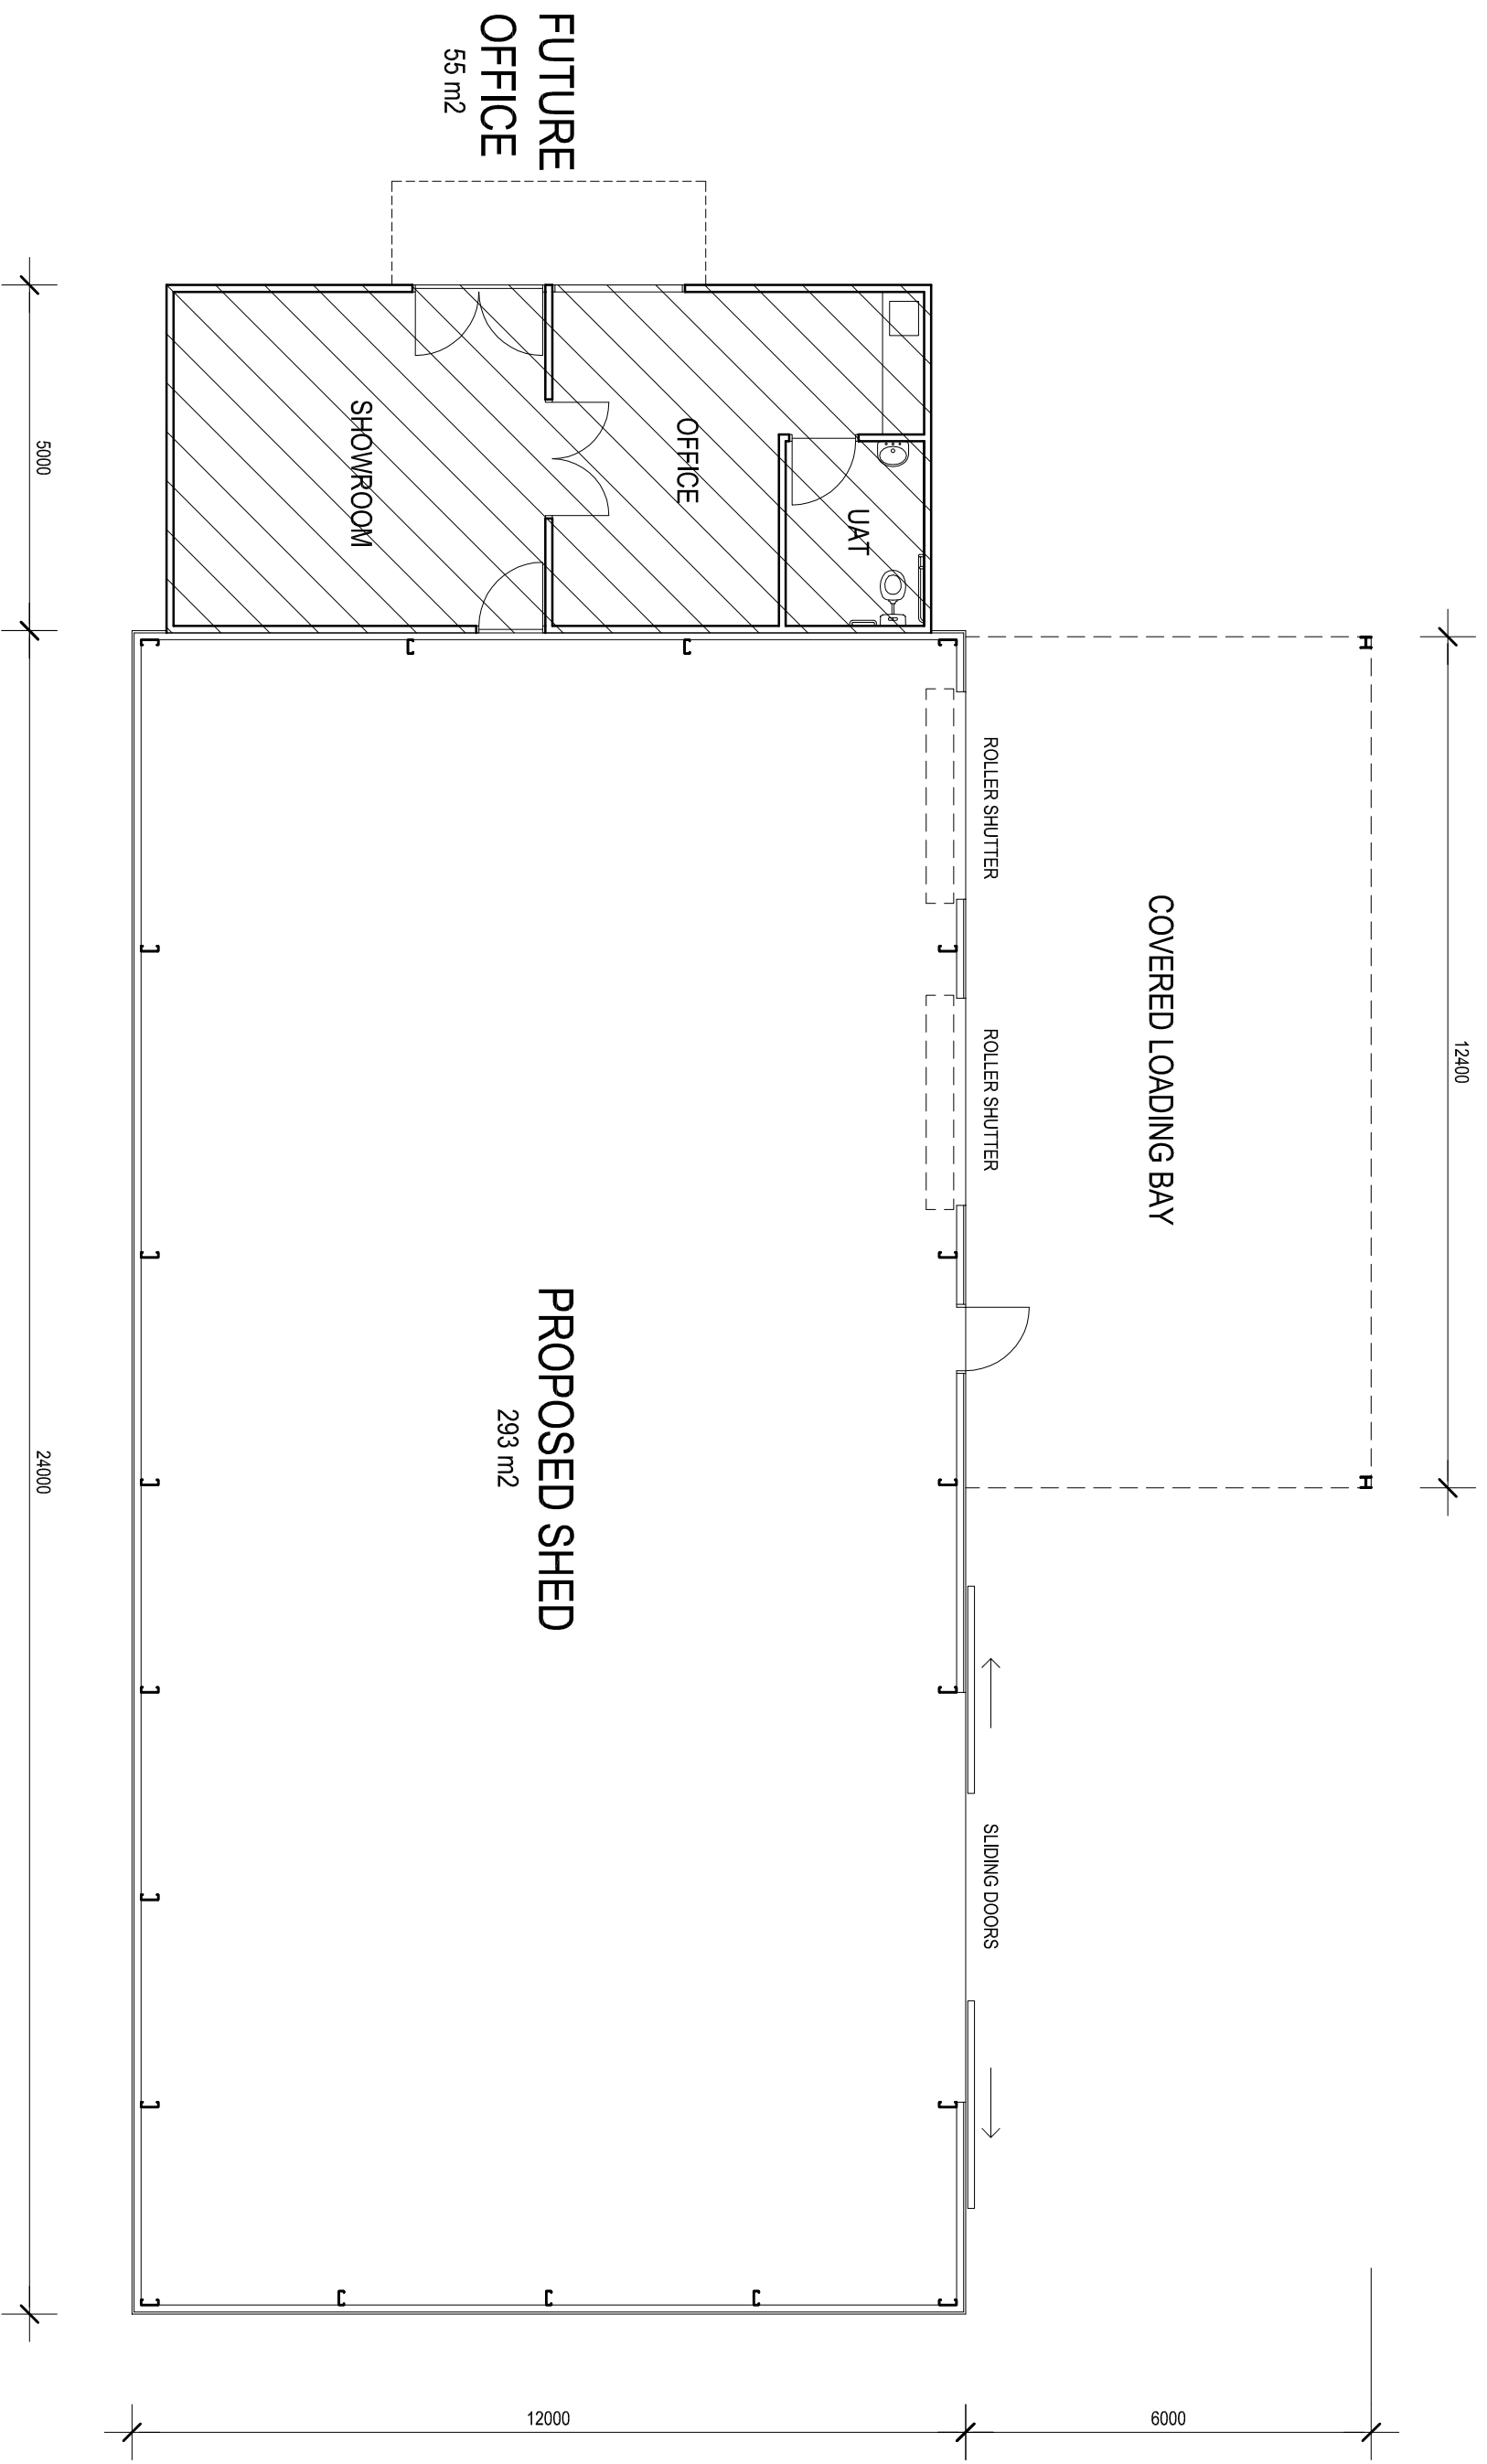 12400
COVERED LOADING BAY
6000
ROLLER SHUTTER
ROLLER SHUTTER
SLIDING DOORS
UAT
OFFICE
FUTURE
OFFICE
55 m2
SHOWROOM
PROPOSED SHED
293 m2
12000
5000
24000